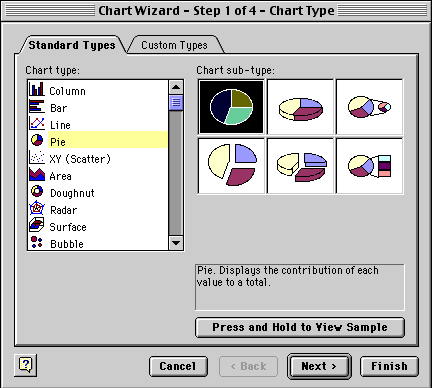 Chart Wizard – Step 1 of 4 – Chart Type
Standard Types
Custom Types
Chart type:
Column
Bar
Line
Pie
XY (Scatter)
Area
Doughnut
Radar
Surface
Bubble
Chart sub-type:
Pie. Displays the contribution of each
value to a total.
Press and Hold to View Sample
?
Cancel
< Back
Next >
Finish